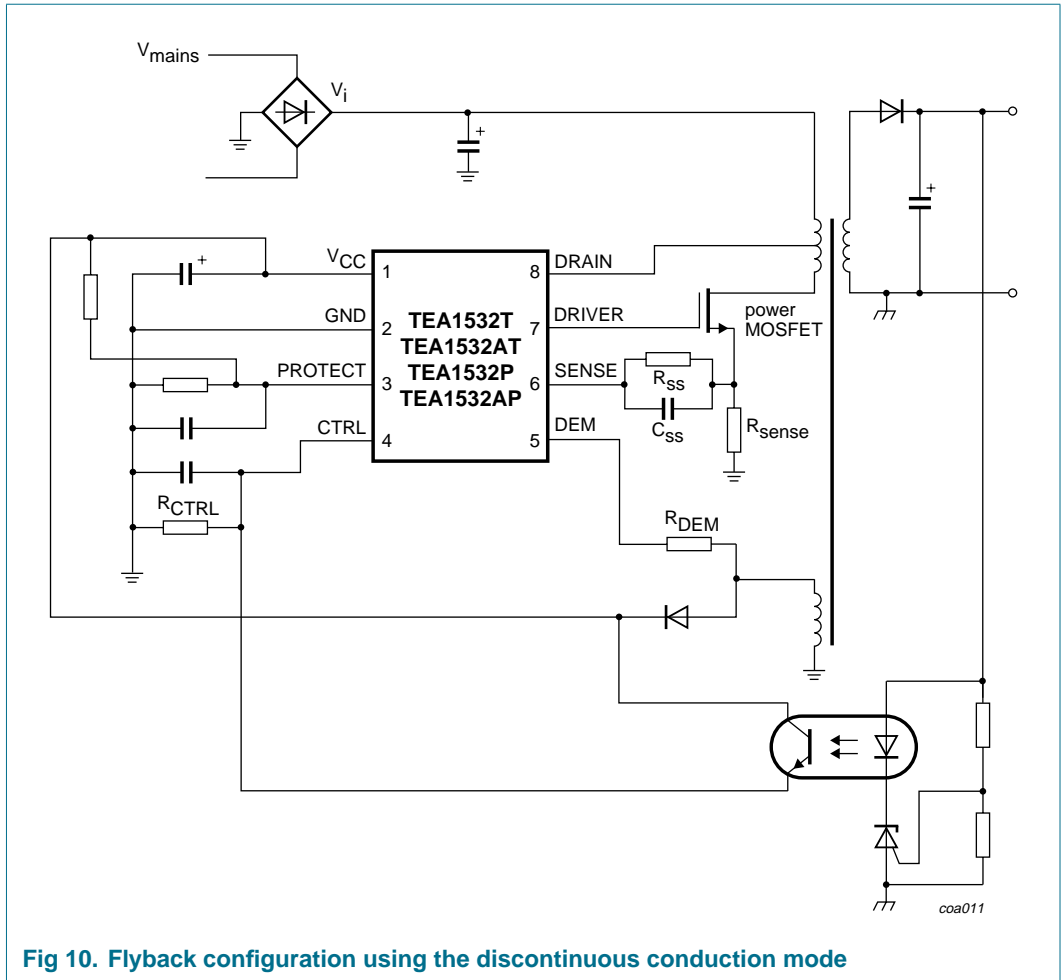 Vmains
Vi
VCC
1
8
DRAIN
GND
2
TEA1532T
TEA1532AT
TEA1532P
TEA1532AP
7
DRIVER
power
MOSFET
PROTECT
3
6
SENSE
Rss
Css
Rsense
CTRL
4
5
DEM
RCTRL
RDEM
coa011
Fig 10. Flyback configuration using the discontinuous conduction mode